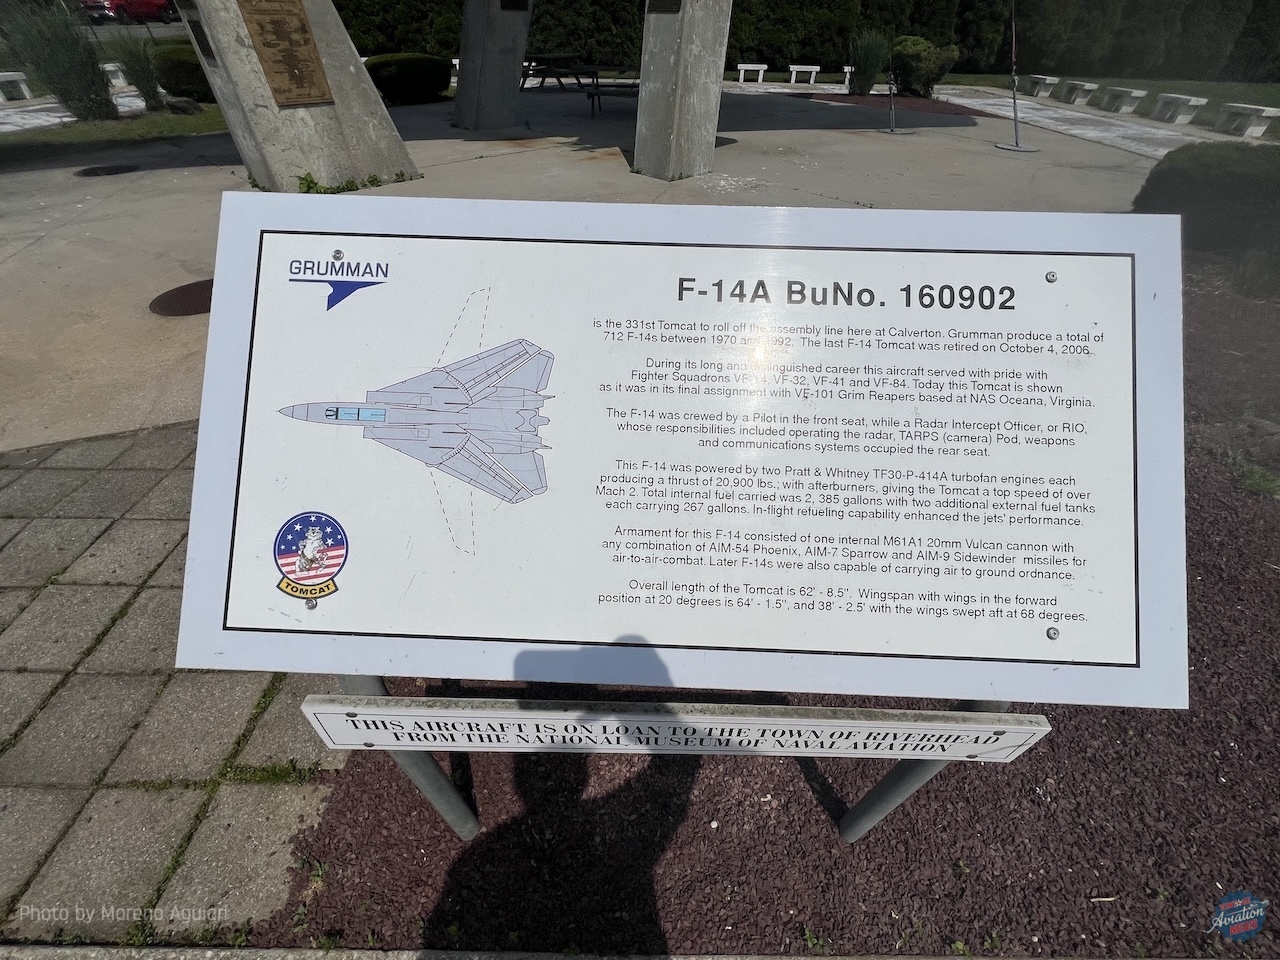 GRUMMAN
F-14A BuNo. 160902
is the 331st Tomcat to roll off the assembly line here at Calverton. Grumman produce a total of
712 F-14s between 1970 and 1992. The last F-14 Tomcat was retired on October 4, 2006.
During its long and distinguished career this aircraft served with pride with
Fighter Squadrons VF-14, VF-32, VF-41 and VF-84. Today this Tomcat is shown
as it was in its final assignment with VF-101 Grim Reapers based at NAS Oceana, Virginia.
The F-14 was crewed by a Pilot in the front seat, while a Radar Intercept Officer, or RIO,
whose responsibilities included operating the radar, TARPS (camera) Pod, weapons
and communications systems occupied the rear seat.
This F-14 was powered by two Pratt & Whitney TF30-P-414A turbofan engines each
producing a thrust of 20,900 lbs.; with afterburners, giving the Tomcat a top speed of over
Mach 2. Total internal fuel carried was 2, 385 gallons with two additional external fuel tanks
each carrying 267 gallons. In-flight refueling capability enhanced the jets' performance.
Armament for this F-14 consisted of one internal M61A1 20mm Vulcan cannon with
any combination of AIM-54 Phoenix, AIM-7 Sparrow and AIM-9 Sidewinder missiles for
air-to-air-combat. Later F-14s were also capable of carrying air to ground ordnance.
Overall length of the Tomcat is 62' - 8.5". Wingspan with wings in the forward
position at 20 degrees is 64' - 1.5", and 38' - 2.5' with the wings swept aft at 68 degrees.
TOMCAT
THIS AIRCRAFT IS ON LOAN TO THE TOWN OF RIVERHEAD
FROM THE NATIONAL MUSEUM OF NAVAL AVIATION
Photo by Moreno Aguiari
Aviation